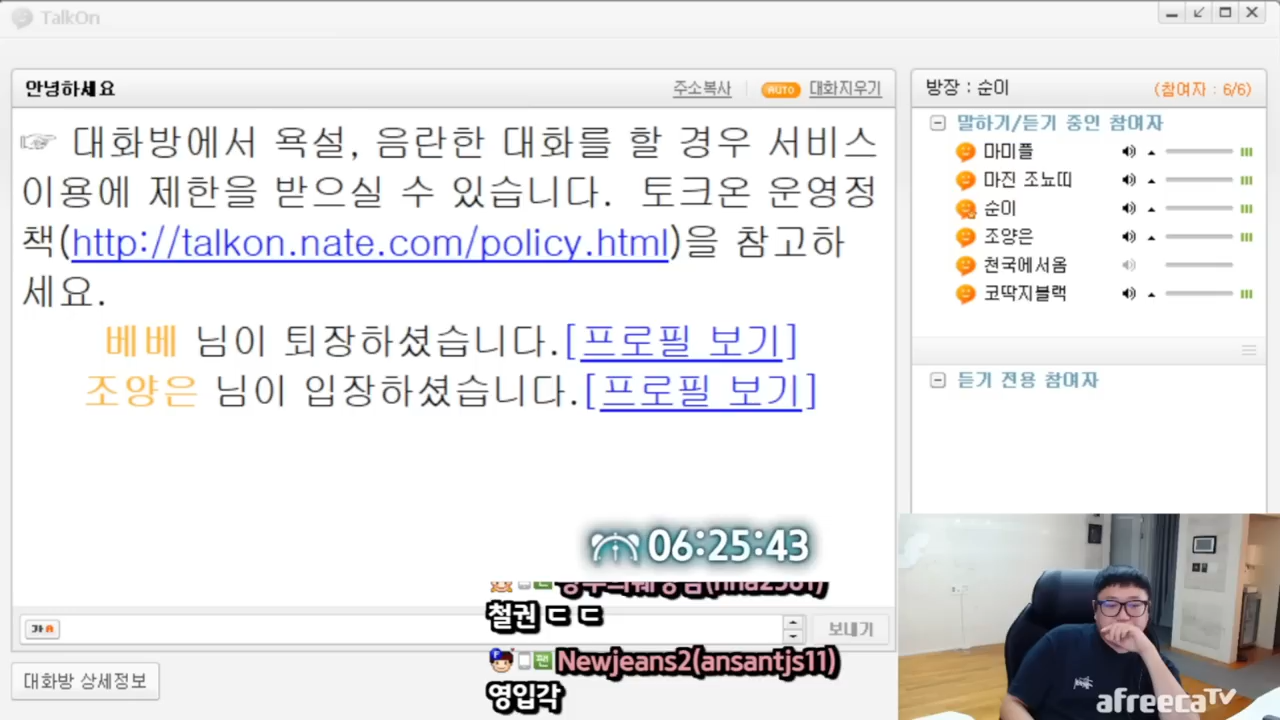 TalkOn
안녕하세요
주소복사
AUTO
대화지우기
☞ 대화방에서 욕설, 음란한 대화를 할 경우 서비스
이용에 제한을 받으실 수 있습니다. 토크온 운영정
책(http://talkon.nate.com/policy.html)을 참고하
세요.
베베 님이 퇴장하셨습니다.[프로필 보기]
조양은 님이 입장하셨습니다.[프로필 보기]
방장 : 순이
(참여자 : 6/6)
말하기/듣기 중인 참여자
마미플
마진 조뇨띠
순이
조양은
천국에서옴
코딱지블랙
듣기 전용 참여자
06:25:43
철권 ㄷ ㄷ
팬 Newjeans2(ansantjs11)
영입각
가A
보내기
대화방 상세정보
afreecaTV